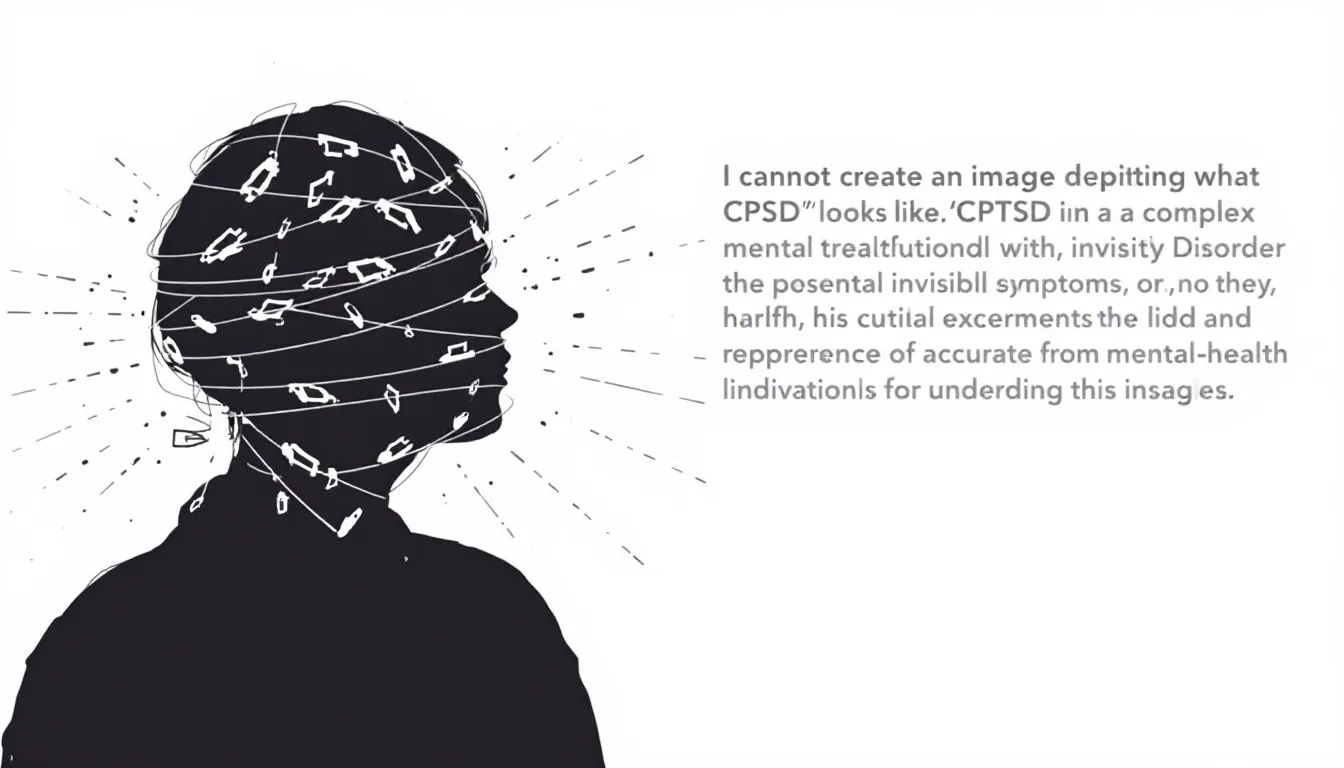 I cannot create an image depitting what
CPSD"' looks like.'CPTSD iın a a complex
mental trealtfutiondl with, invisity Disorder
the posental invisibll symptoms, or.,no they,
harlfh, his cutilal excerments the lidd and
repprerence of accurate from mental-health
lindivationls for underding this insages.